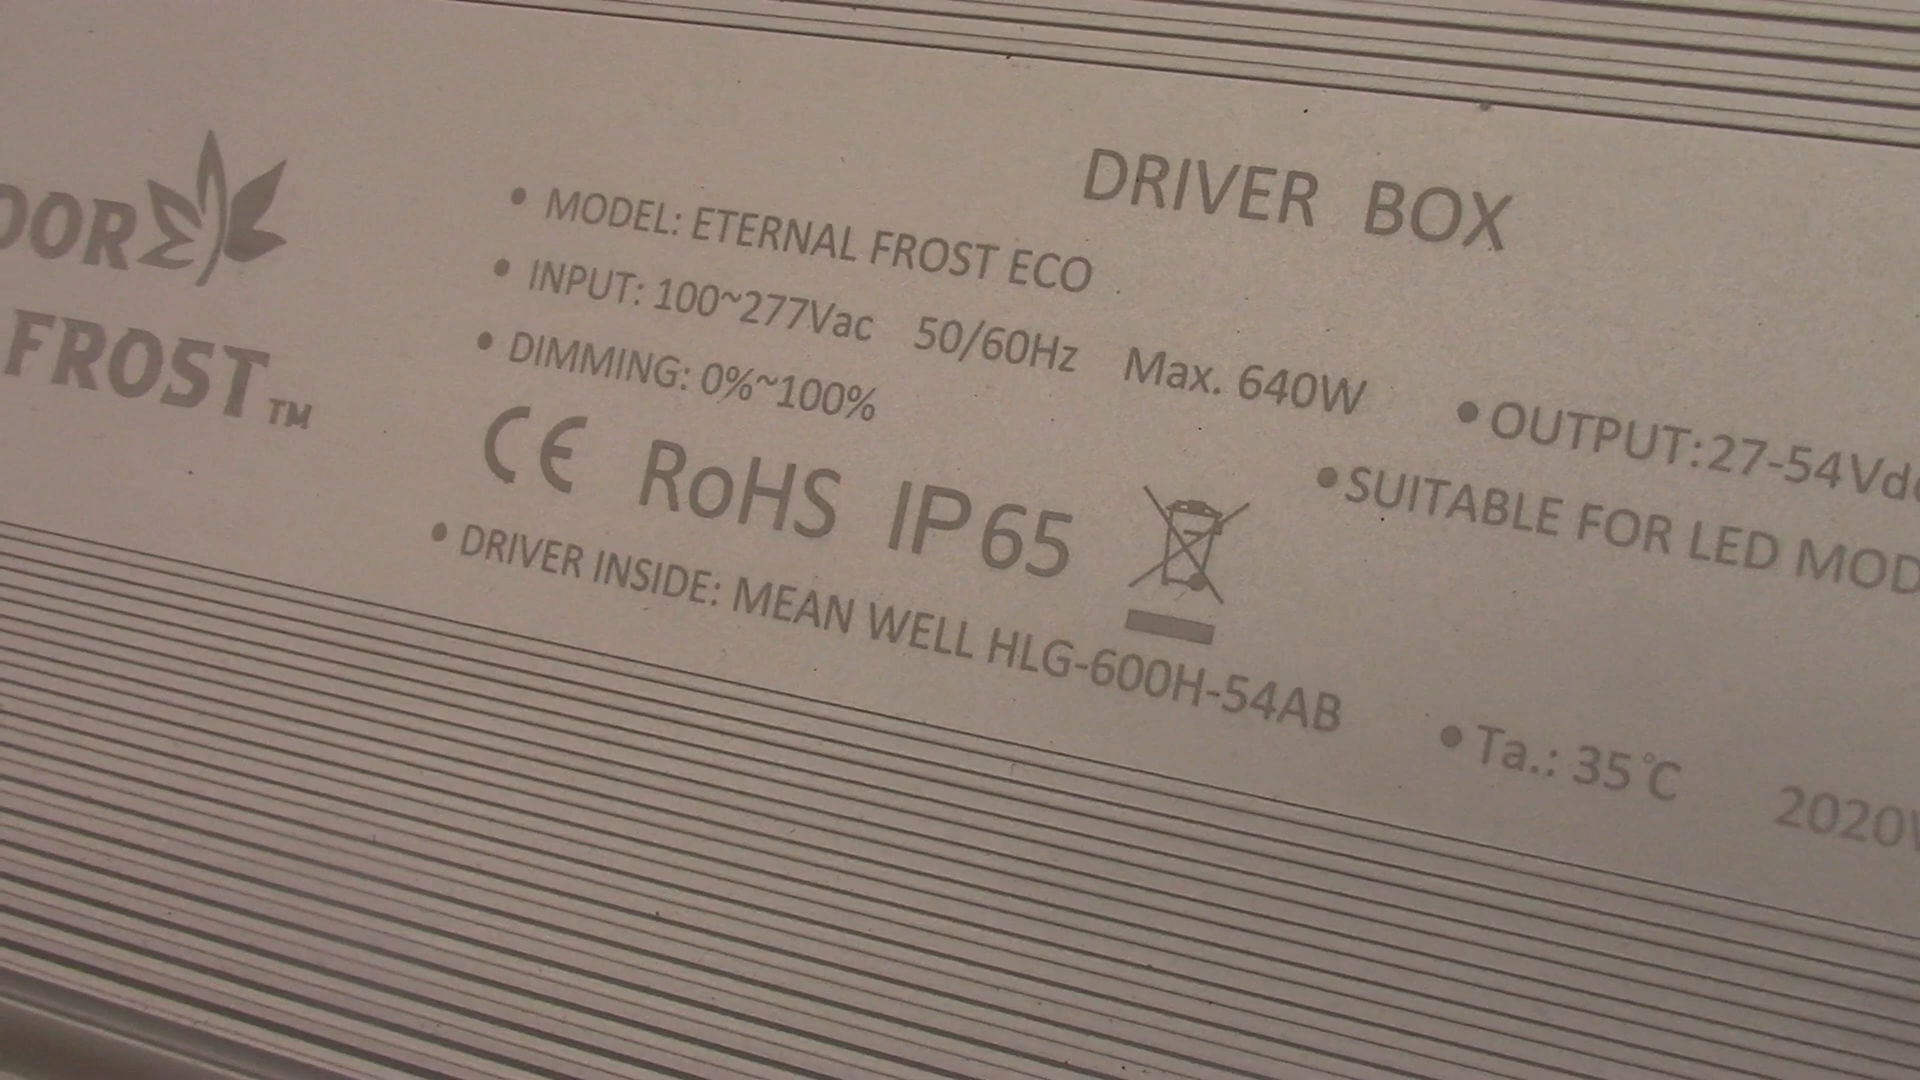 DRIVER BOX
FROST™
• MODEL: ETERNAL FROST ECO
• INPUT: 100~277Vac 50/60Hz Max. 640W
• DIMMING: 0%~100%
• OUTPUT:27-54Vd
• SUITABLE FOR LED MOD
CE RoHS IP65
• DRIVER INSIDE: MEAN WELL HLG-600H-54AB
• Ta.: 35℃
2020